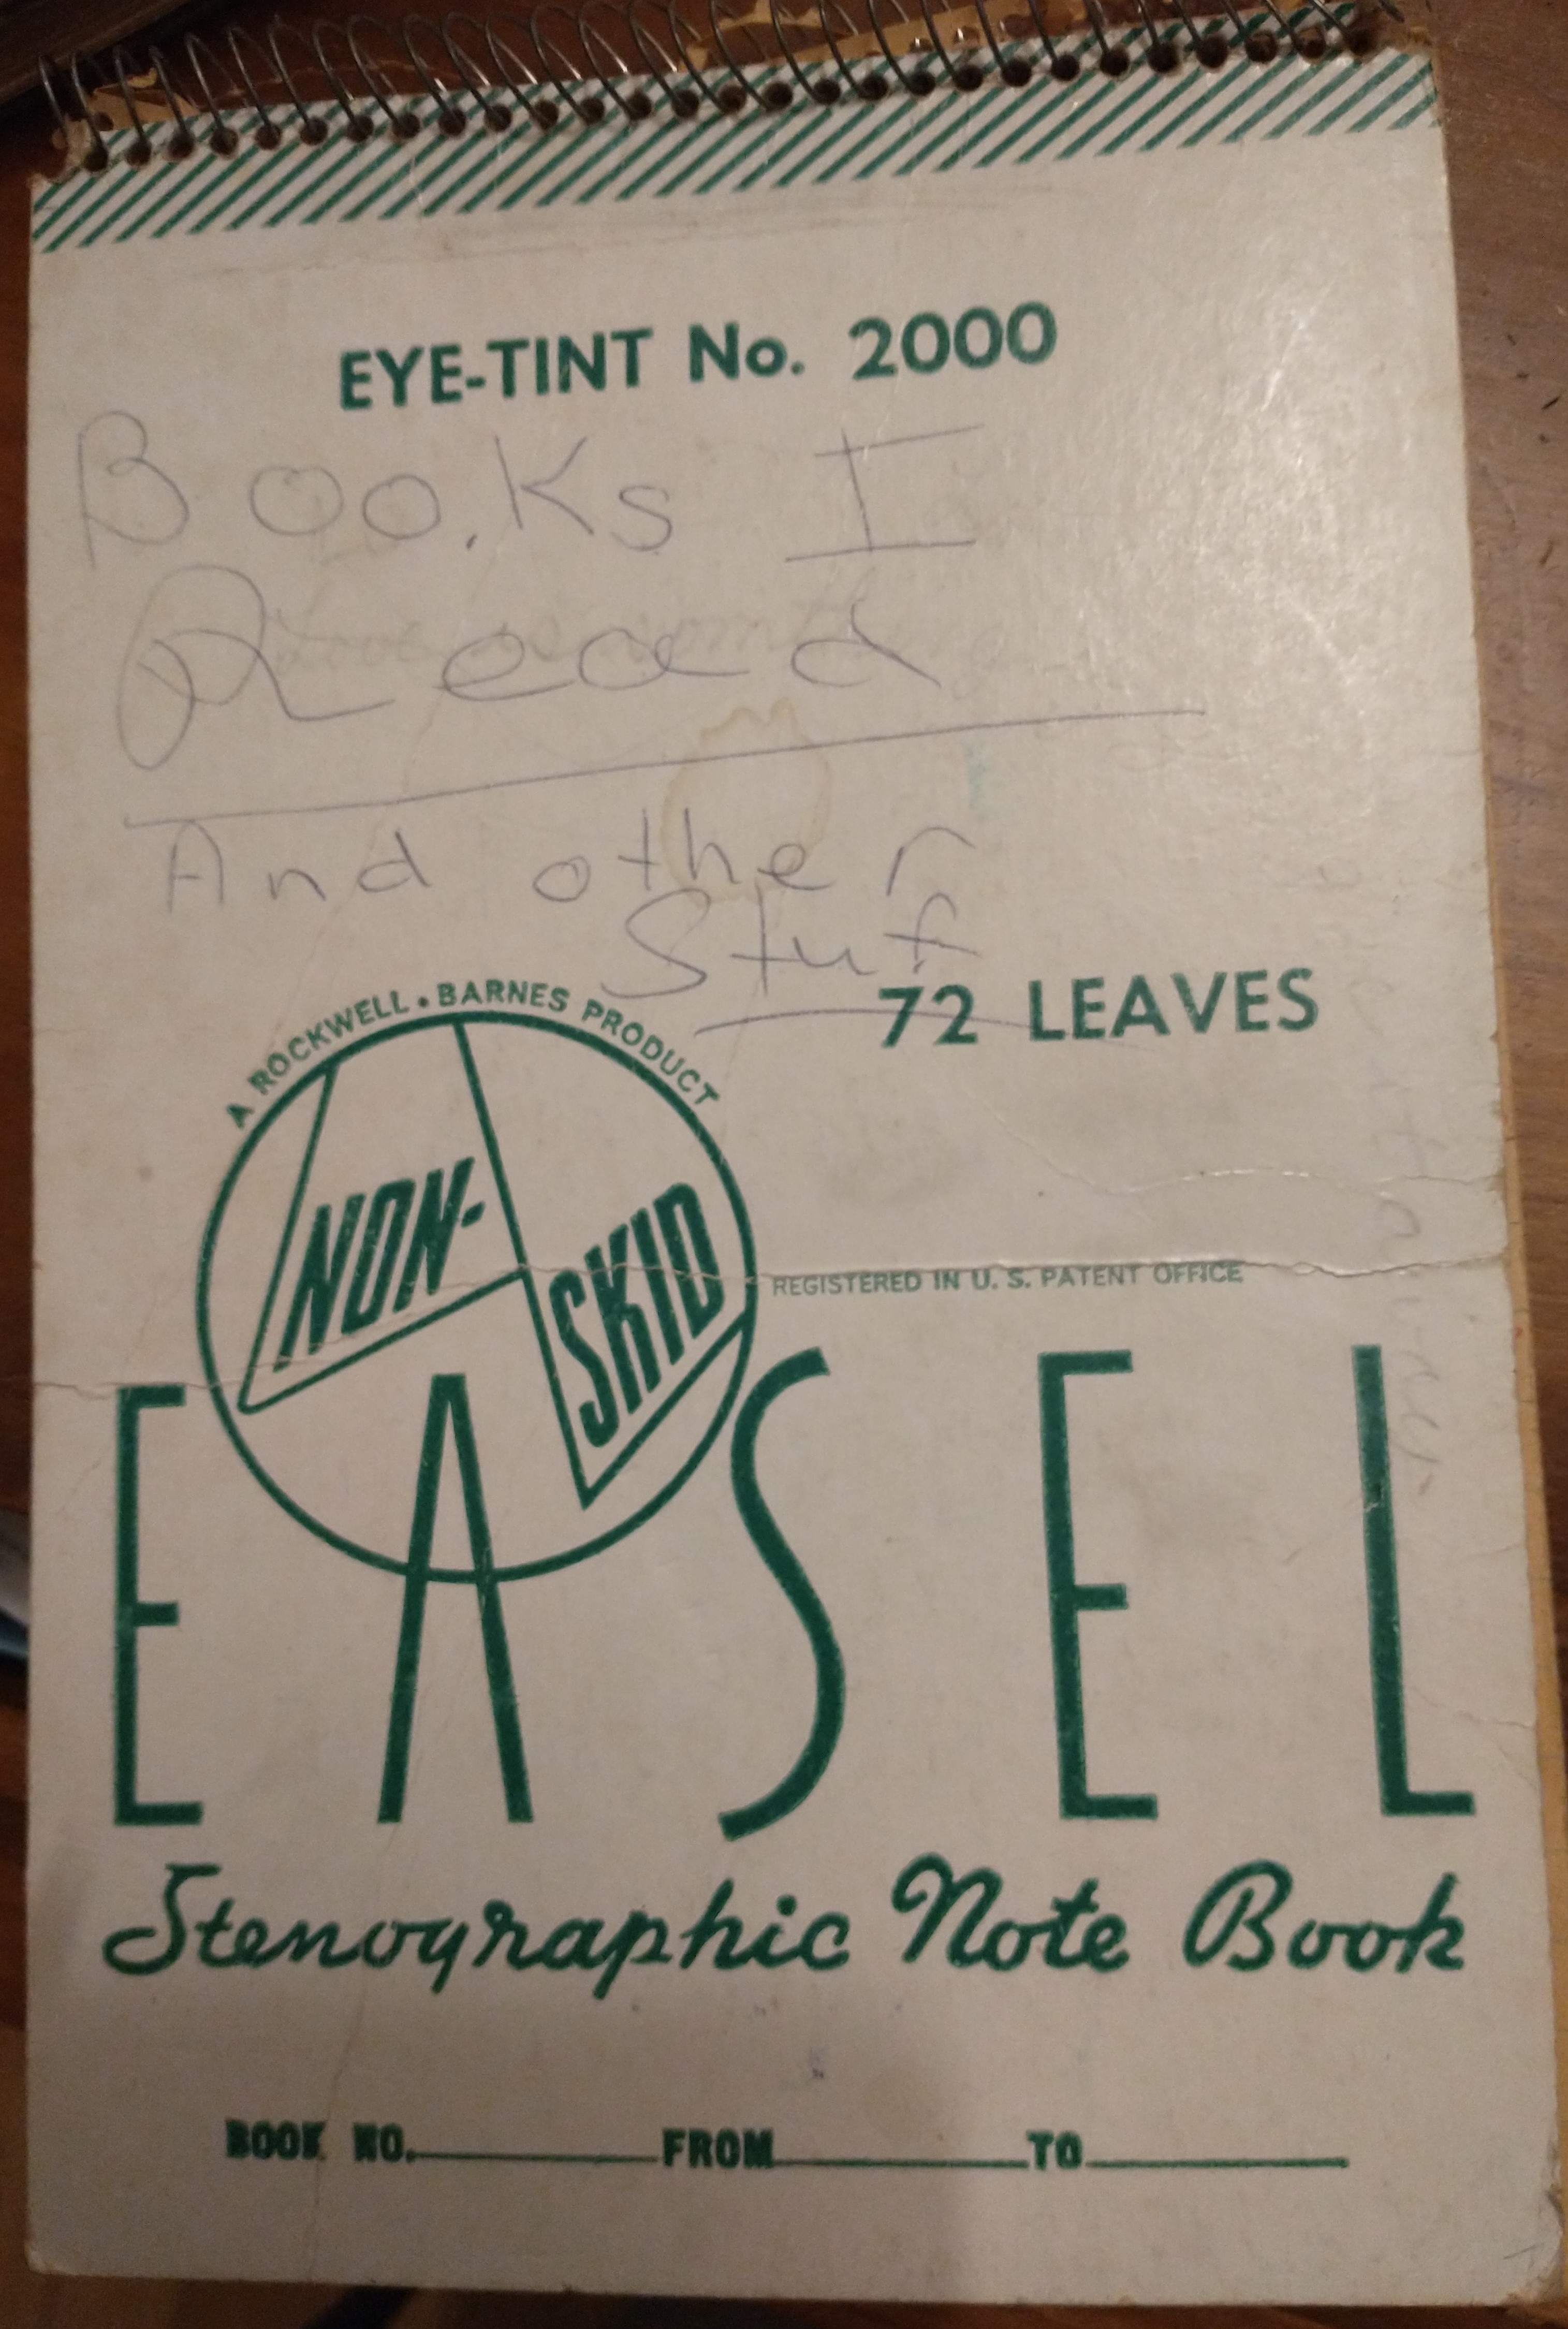 EYE-TINT No. 2000
Books I
Read
And other
Stuf
72 LEAVES
A ROCKWELL • BARNES PRODUCT
NON-
SKID
REGISTERED IN U. S. PATENT OFFICE
EASEL
Stenographic Note Book
BOOK NO. FROM TO